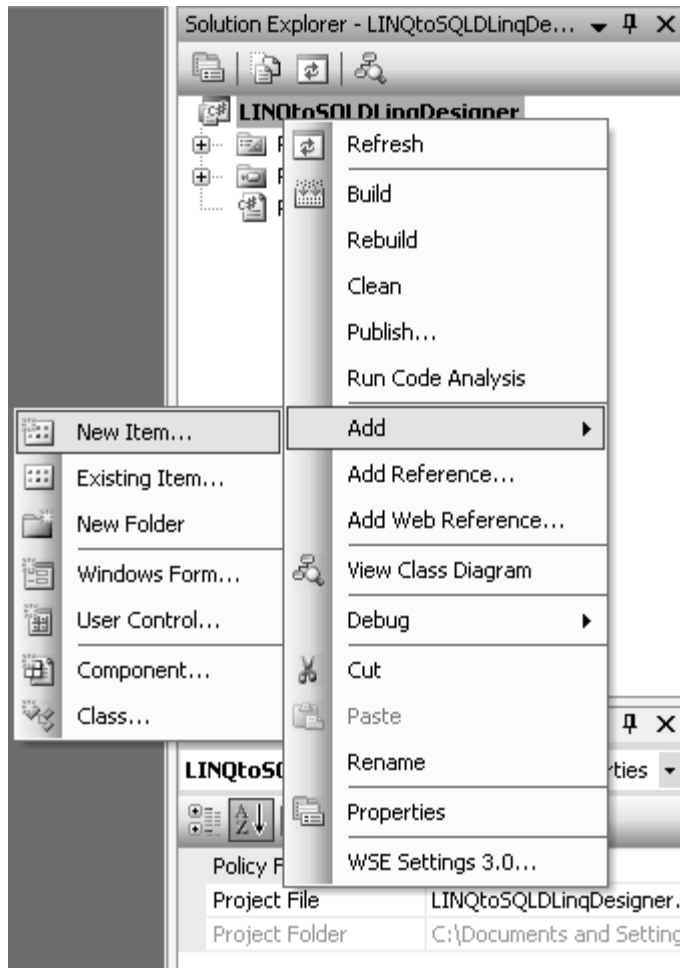 Solution Explorer - LINQtoSQLDLinqDe...
LINQtoSQLDLinqDesigner
Refresh
Build
Rebuild
Clean
Publish...
Run Code Analysis
Add
New Item...
Existing Item...
New Folder
Windows Form...
User Control...
Component...
Class...
Add Reference...
Add Web Reference...
View Class Diagram
Debug
Cut
Paste
Rename
Properties
WSE Settings 3.0...
LINQtoSQ
rties
Policy F
Project File LINQtoSQLDLinqDesigner.
Project Folder C:\Documents and Setting